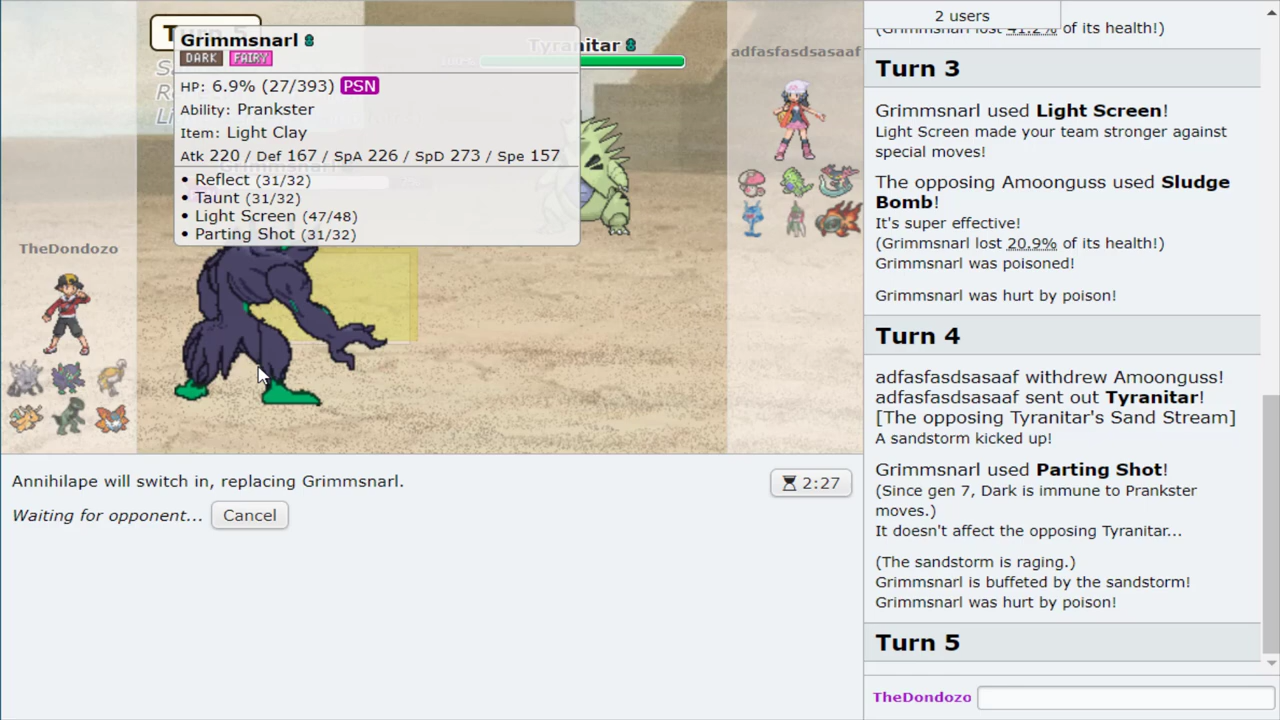 Grimmsnarl
DARK FAIRY
HP: 6.9% (27/393) PSN
Ability: Prankster
Item: Light Clay
Atk 220 / Def 167 / SpA 226 / SpD 273 / Spe 157
• Reflect (31/32)
• Taunt (31/32)
• Light Screen (47/48)
• Parting Shot (31/32)
Tyranitar
TheDondozo
adfasfasdsasaaf
Annihilape will switch in, replacing Grimmsnarl.
Waiting for opponent... Cancel
2:27
2 users
(Grimmsnarl lost 41.2% of its health!)
Turn 3
Grimmsnarl used Light Screen!
Light Screen made your team stronger against
special moves!
The opposing Amoonguss used Sludge
Bomb!
It's super effective!
(Grimmsnarl lost 20.9% of its health!)
Grimmsnarl was poisoned!
Grimmsnarl was hurt by poison!
Turn 4
adfasfasdsasaaf withdrew Amoonguss!
adfasfasdsasaaf sent out Tyranitar!
[The opposing Tyranitar's Sand Stream]
A sandstorm kicked up!
Grimmsnarl used Parting Shot!
(Since gen 7, Dark is immune to Prankster
moves.)
It doesn't affect the opposing Tyranitar...
(The sandstorm is raging.)
Grimmsnarl is buffeted by the sandstorm!
Grimmsnarl was hurt by poison!
Turn 5
TheDondozo